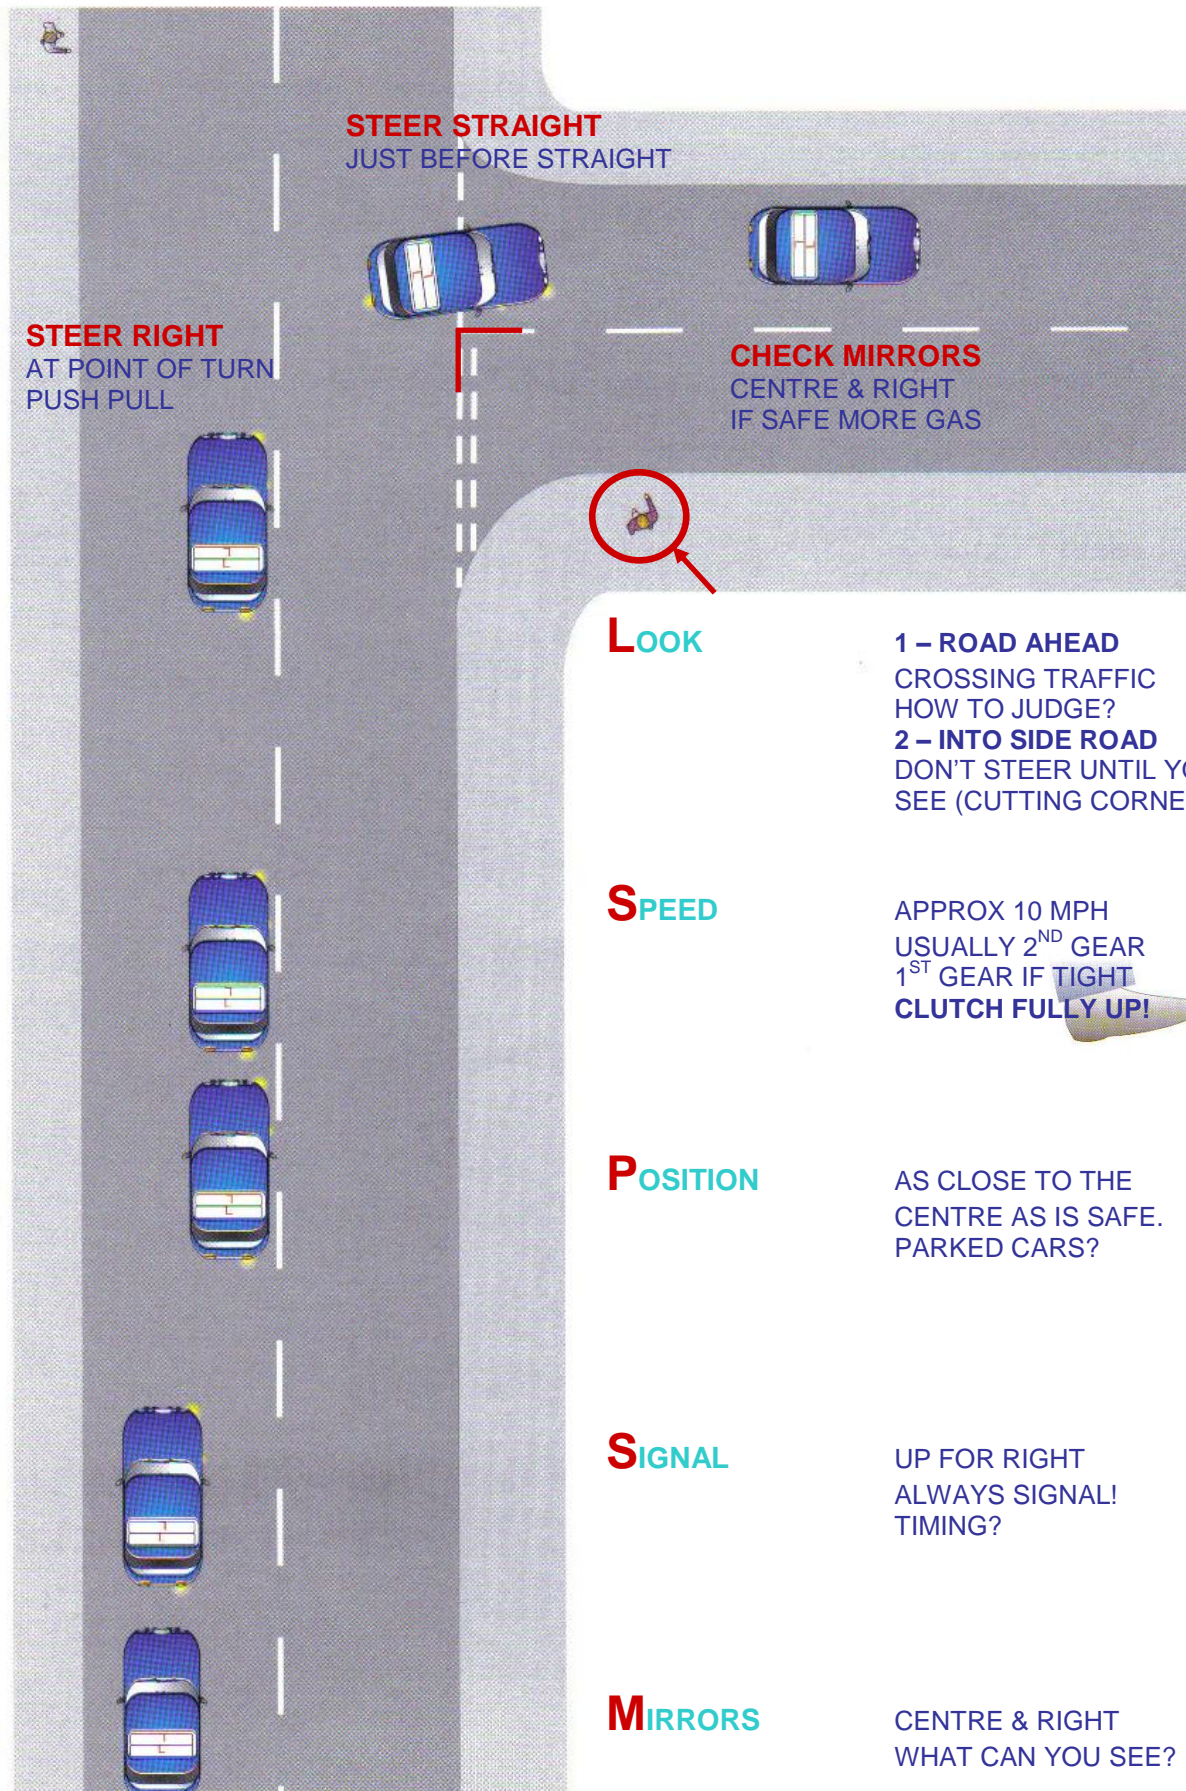 STEER STRAIGHT
JUST BEFORE STRAIGHT
STEER RIGHT
AT POINT OF TURN
PUSH PULL
CHECK MIRRORS
CENTRE & RIGHT
IF SAFE MORE GAS
LOOK
1 – ROAD AHEAD
CROSSING TRAFFIC
HOW TO JUDGE?
2 – INTO SIDE ROAD
DON'T STEER UNTIL
SEE (CUTTING
SPEED
APPROX 10 MPH
USUALLY 2ND GEAR
1ST GEAR IF TIGHT
CLUTCH FULLY UP!
POSITION
AS CLOSE TO THE
CENTRE AS IS SAFE.
PARKED CARS?
SIGNAL
UP FOR RIGHT
ALWAYS SIGNAL!
TIMING?
MIRRORS
CENTRE & RIGHT
WHAT CAN YOU SEE?